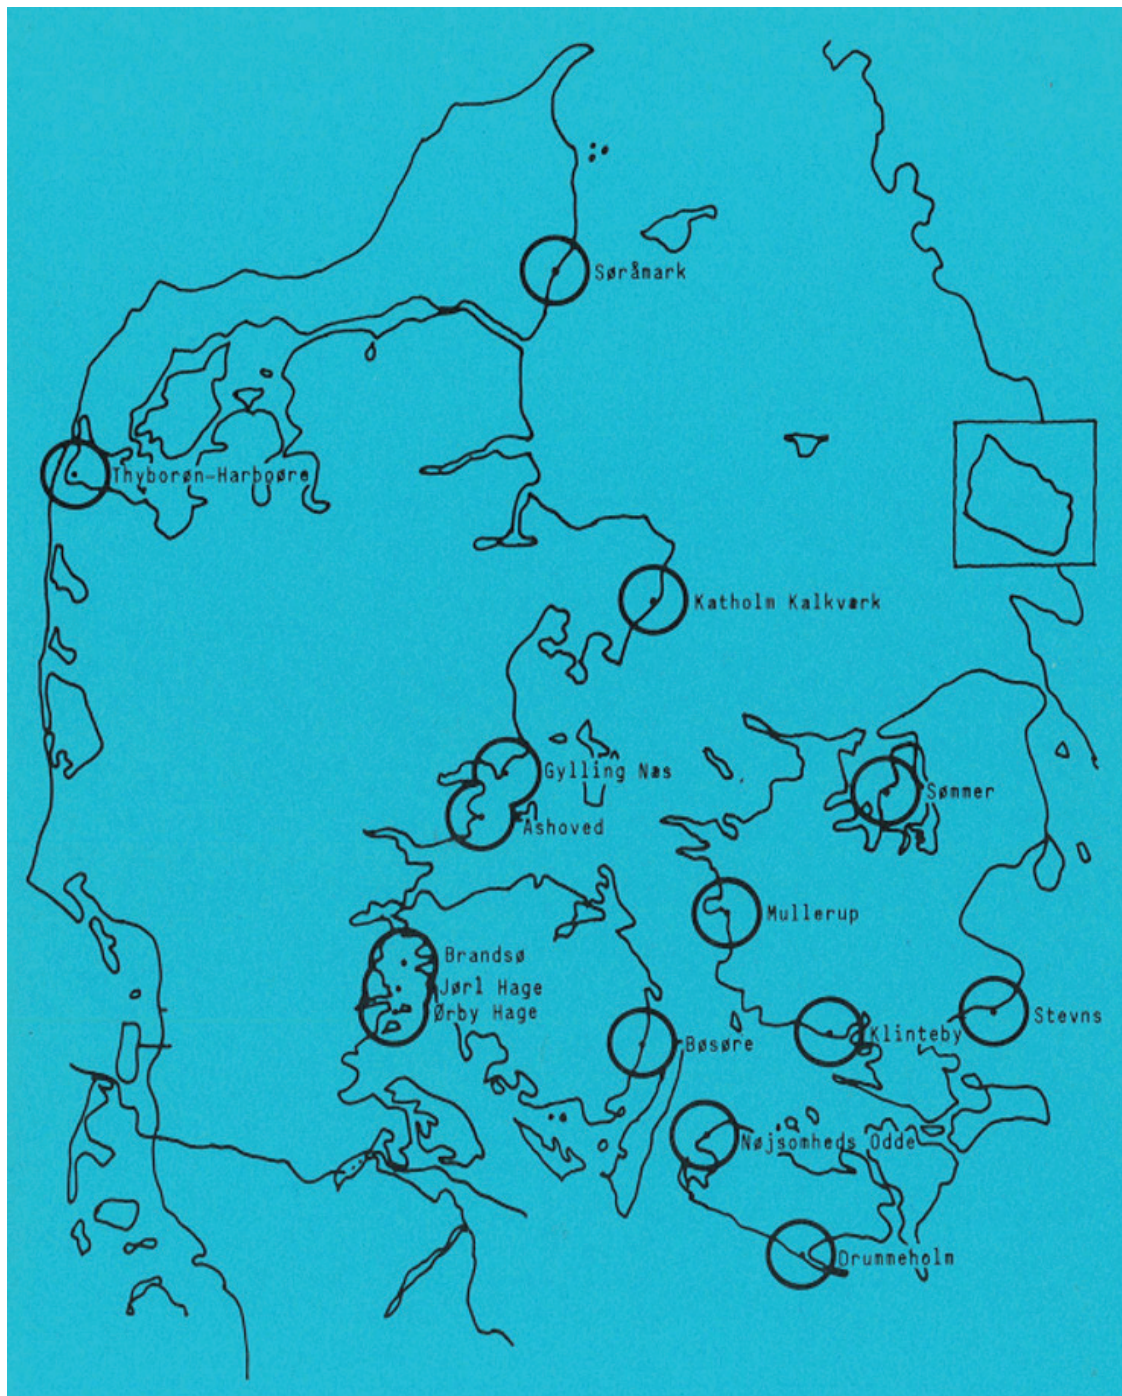 Søråmark
Thyborøn-Harboøre
Katholm Kalkværk
Gylling Næs
Sømmer
Ashoved
Mullerup
Brandsø
Jørl Hage
Ørby Hage
Stevns
Klinteby
Bøsøre
Nøjsomheds Odde
Drummeholm